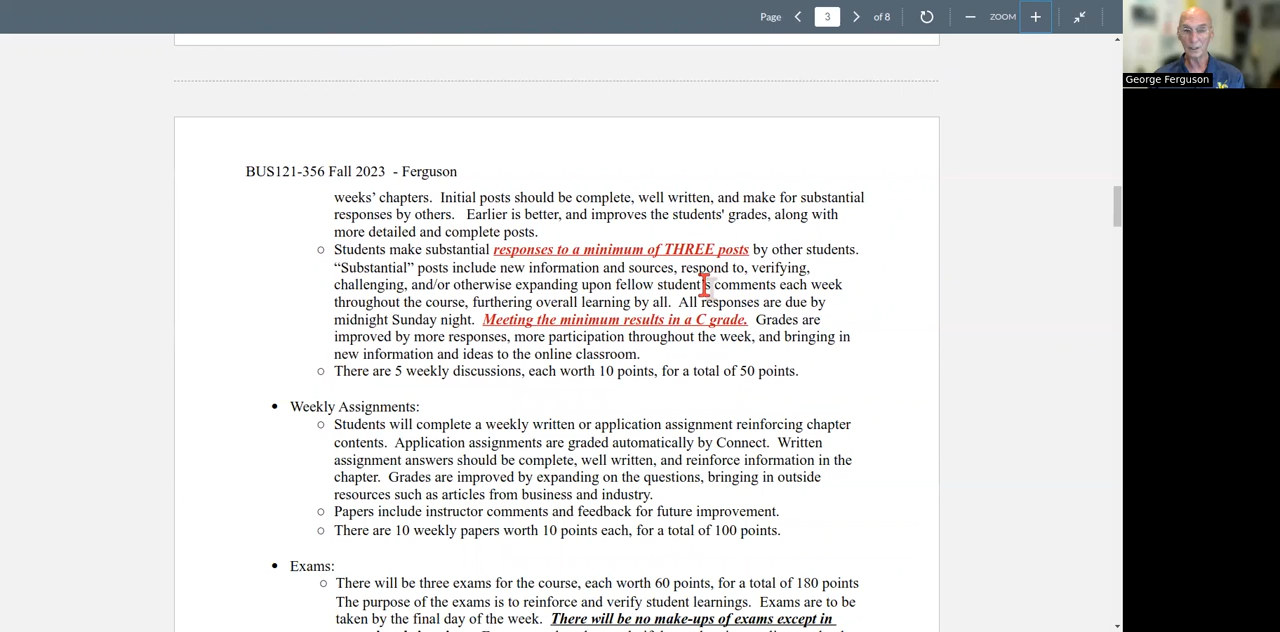 Page 3 of 8 ZOOM
George Ferguson
BUS121-356 Fall 2023 - Ferguson
weeks’ chapters. Initial posts should be complete, well written, and make for substantial
responses by others. Earlier is better, and improves the students' grades, along with
more detailed and complete posts.
○ Students make substantial responses to a minimum of THREE posts by other students.
“Substantial” posts include new information and sources, respond to, verifying,
challenging, and/or otherwise expanding upon fellow student's comments each week
throughout the course, furthering overall learning by all. All responses are due by
midnight Sunday night. Meeting the minimum results in a C grade. Grades are
improved by more responses, more participation throughout the week, and bringing in
new information and ideas to the online classroom.
○ There are 5 weekly discussions, each worth 10 points, for a total of 50 points.
• Weekly Assignments:
○ Students will complete a weekly written or application assignment reinforcing chapter
contents. Application assignments are graded automatically by Connect. Written
assignment answers should be complete, well written, and reinforce information in the
chapter. Grades are improved by expanding on the questions, bringing in outside
resources such as articles from business and industry.
○ Papers include instructor comments and feedback for future improvement.
○ There are 10 weekly papers worth 10 points each, for a total of 100 points.
• Exams:
○ There will be three exams for the course, each worth 60 points, for a total of 180 points
The purpose of the exams is to reinforce and verify student learnings. Exams are to be
taken by the final day of the week. There will be no make-ups of exams except in